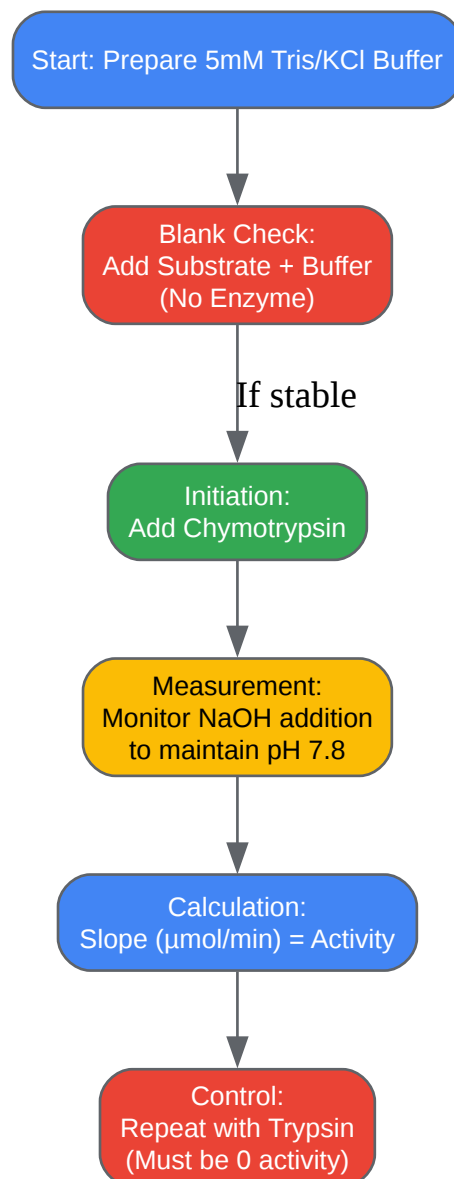 Start: Prepare 5mM Tris/KCl Buffer
Blank Check:
Add Substrate + Buffer
(No Enzyme)
If stable
Initiation:
Add Chymotrypsin
Measurement:
Monitor NaOH addition
to maintain pH 7.8
Calculation:
Slope (µmol/min) = Activity
Control:
Repeat with Trypsin
(Must be 0 activity)